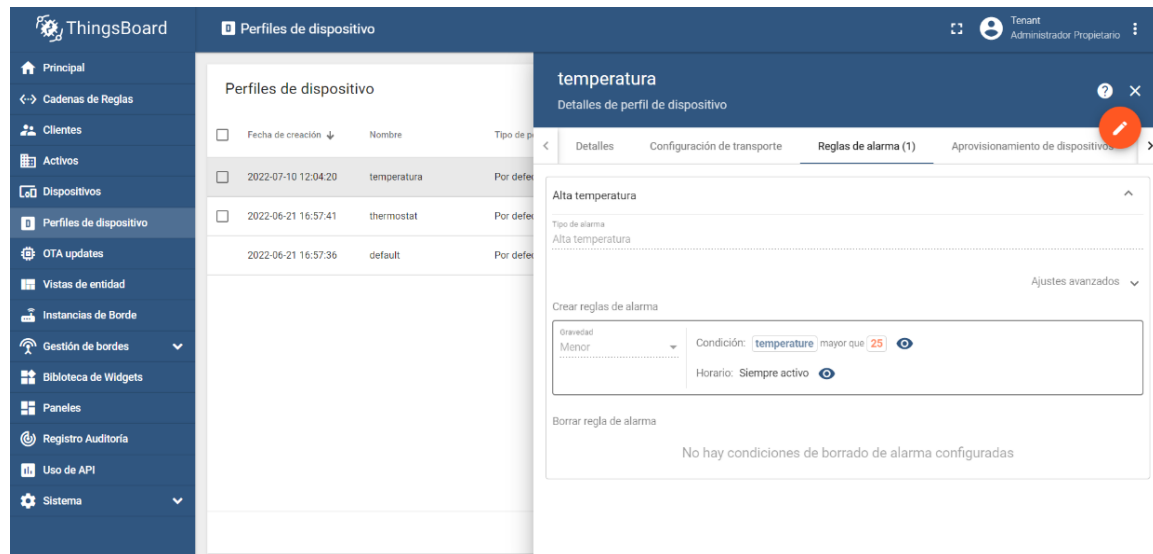 ThingsBoard
Perfiles de dispositivo
Tenant
Administrador Propietario
Principal
Cadenas de Reglas
Clientes
Activos
Dispositivos
Perfiles de dispositivo
OTA updates
Vistas de entidad
Instancias de Borde
Gestión de bordes
Bibloteca de Widgets
Paneles
Registro Auditoría
Uso de API
Sistema
Perfiles de dispositivo
Fecha de creación Nombre Tipo de p
2022-07-10 12:04:20 temperatura Por defe
2022-06-21 16:57:41 thermostat Por defe
2022-06-21 16:57:36 default Por defe
temperatura
Detalles de perfil de dispositivo
Detalles Configuración de transporte Reglas de alarma (1) Aprovisionamiento de dispositivos
Alta temperatura
Tipo de alarma
Alta temperatura
Ajustes avanzados
Crear reglas de alarma
Gravedad
Menor
Condición: temperature mayor que 25
Horario: Siempre activo
Borrar regla de alarma
No hay condiciones de borrado de alarma configuradas